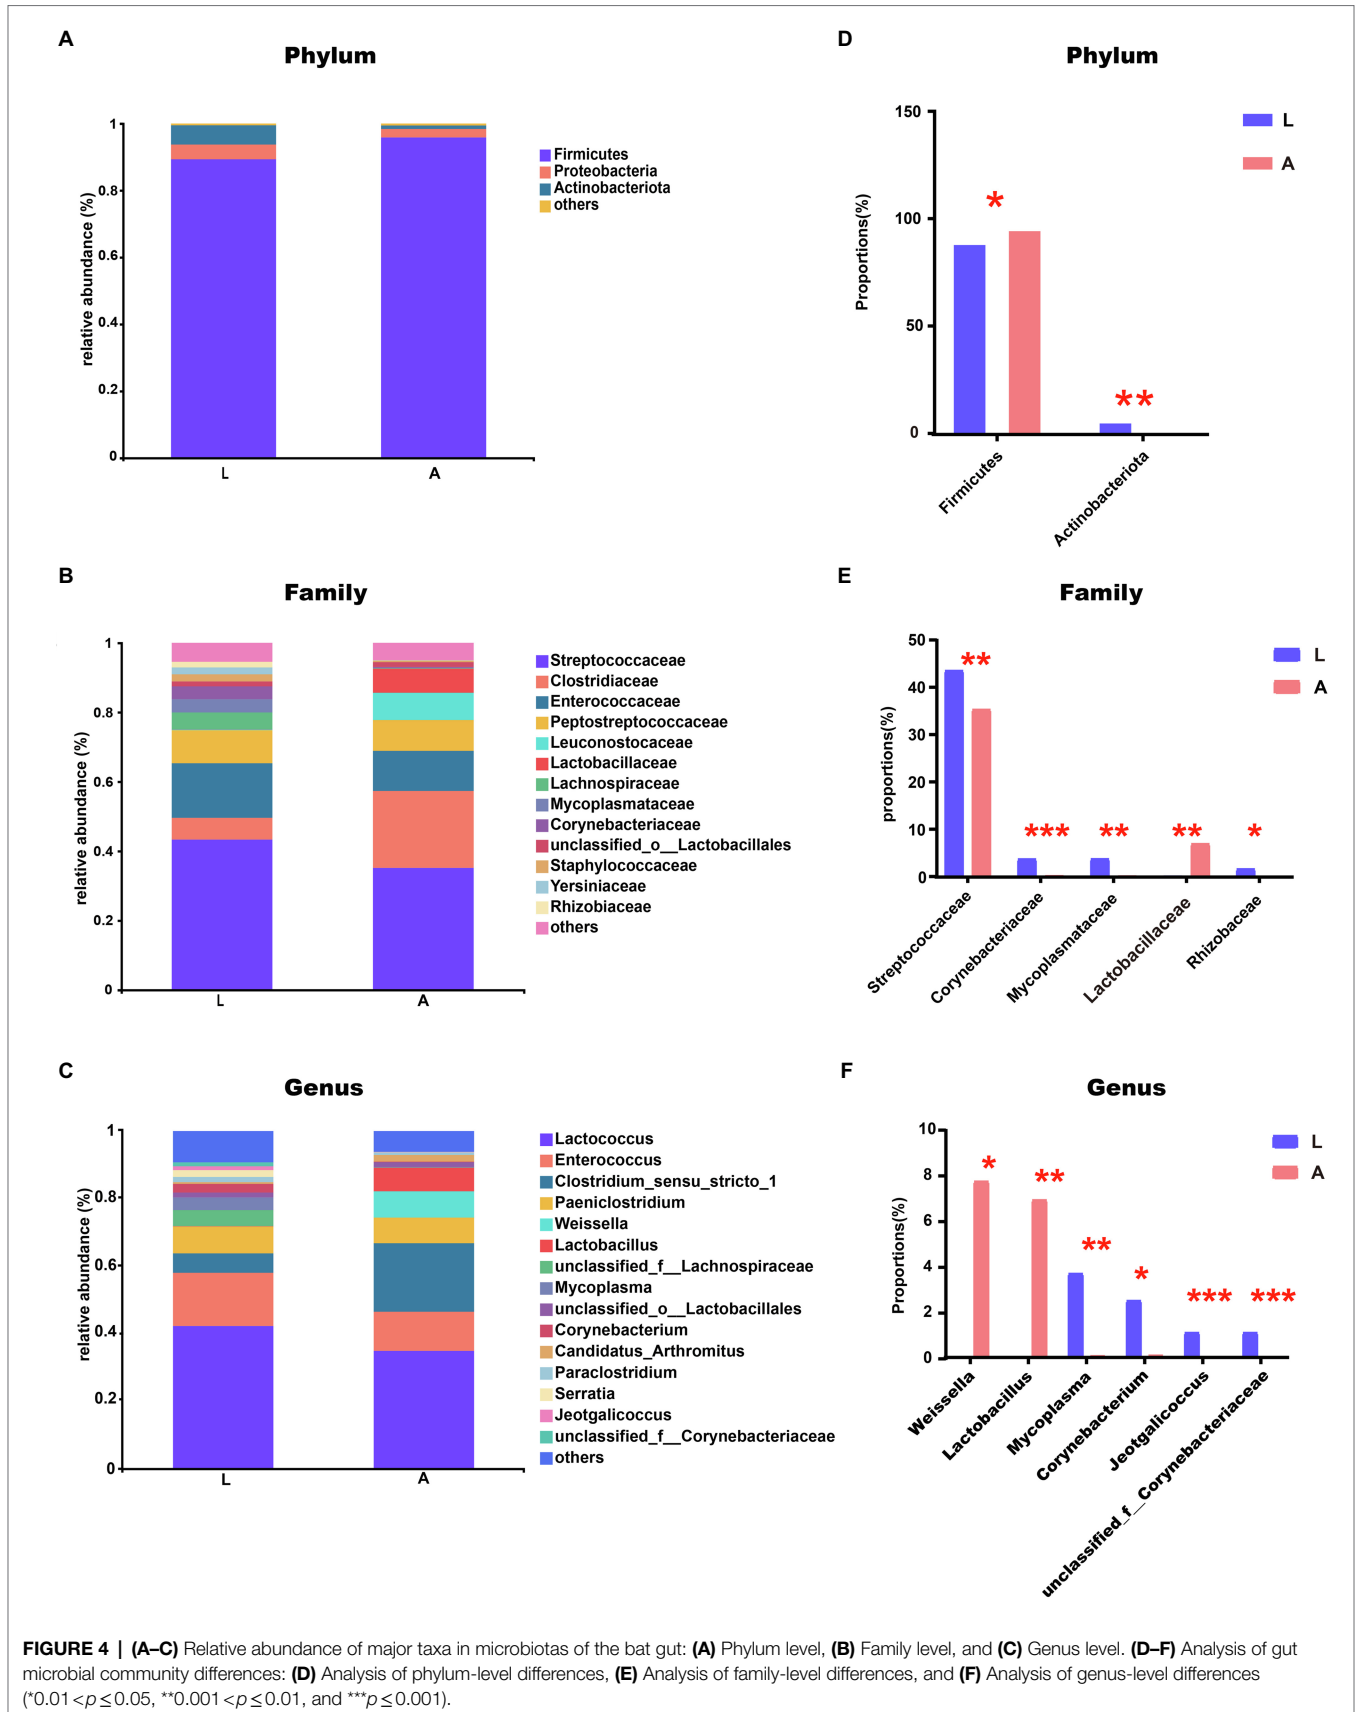 A
Phylum
relative abundance (%)
1
0.8
0.6
0.4
0.2
0
L
A
Firmicutes
Proteobacteria
Actinobacteriota
others
D
Phylum
Proportions(%)
150
100
50
0
*
**
L
A
Firmicutes
Actinobacteriota
B
Family
relative abundance (%)
1
0.8
0.6
0.4
0.2
0
L
A
Streptococcaceae
Clostridiaceae
Enterococcaceae
Peptostreptococcaceae
Leuconostocaceae
Lactobacillaceae
Lachnospiraceae
Mycoplasmataceae
Corynebacteriaceae
unclassified_o__Lactobacillales
Staphylococcaceae
Yersiniaceae
Rhizobiaceae
others
E
Family
proportions(%)
50
40
30
20
10
0
**
***
**
**
*
L
A
Streptococcaceae
Corynebacteriaceae
Mycoplasmataceae
Lactobacillaceae
Rhizobaceae
C
Genus
relative abundance (%)
1
0.8
0.6
0.4
0.2
0
L
A
Lactococcus
Enterococcus
Clostridium_sensu_stricto_1
Paeniclostridium
Weissella
Lactobacillus
unclassified_f__Lachnospiraceae
Mycoplasma
unclassified_o__Lactobacillales
Corynebacterium
Candidatus_Arthromitus
Paraclostridium
Serratia
Jeotgalicoccus
unclassified_f__Corynebacteriaceae
others
F
Genus
Proportions(%)
10
8
6
4
2
0
*
**
**
*
***
***
L
A
Weissella
Lactobacillus
Mycoplasma
Corynebacterium
Jeotgalicoccus
unclassified_f__Corynebacteriaceae
FIGURE 4 | (A–C) Relative abundance of major taxa in microbiotas of the bat gut: (A) Phylum level, (B) Family level, and (C) Genus level. (D–F) Analysis of gut
microbial community differences: (D) Analysis of phylum-level differences, (E) Analysis of family-level differences, and (F) Analysis of genus-level differences
(*0.01 < p ≤ 0.05, **0.001 < p ≤ 0.01, and ***p ≤ 0.001).